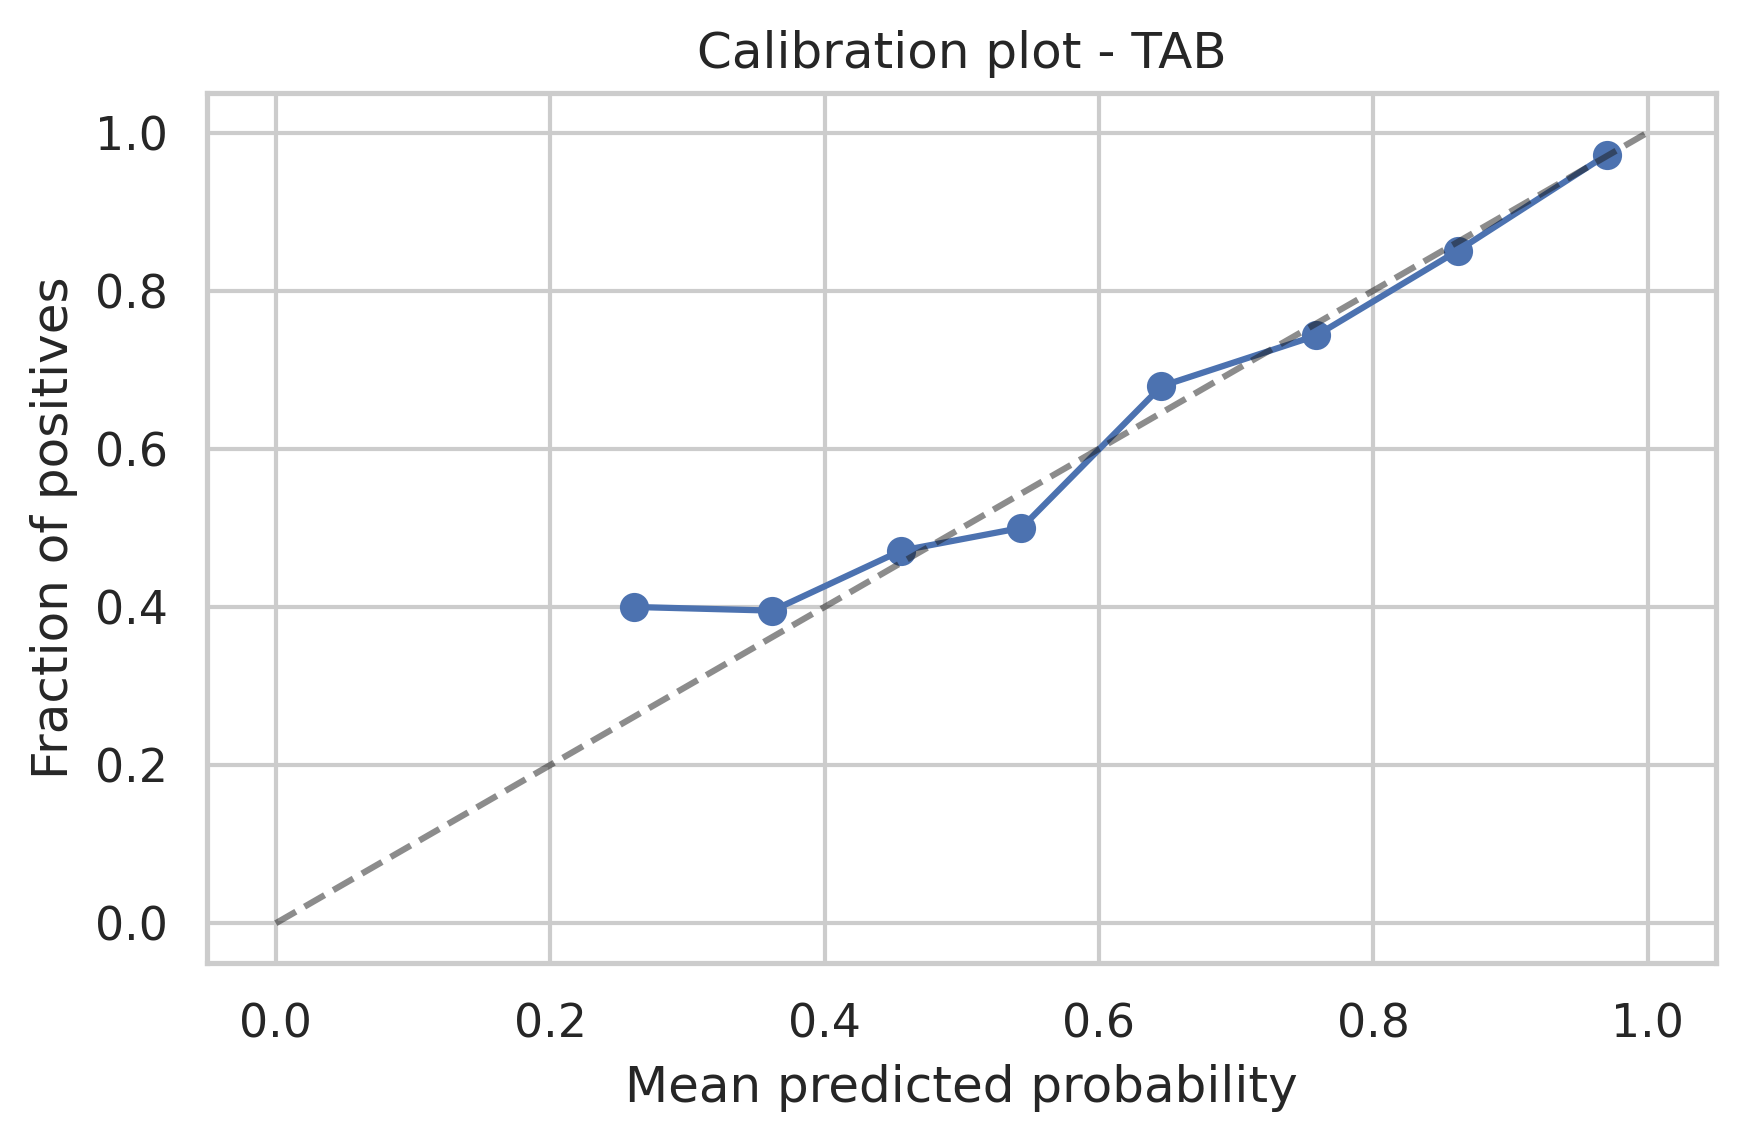 Calibration plot - TAB
1.0
0.8
0.6
0.4
0.2
0.0
Fraction of positives
0.0 0.2 0.4 0.6 0.8 1.0
Mean predicted probability